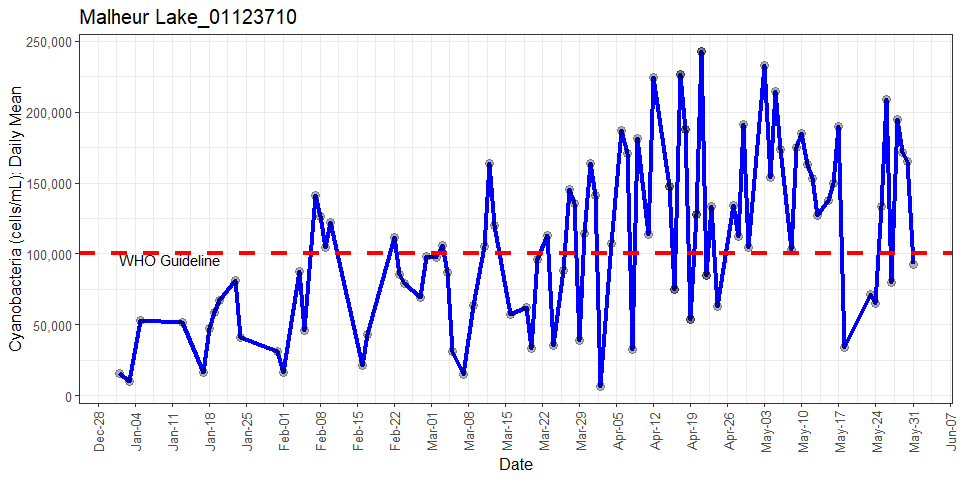 Malheur Lake_01123710
Cyanobacteria (cells/mL): Daily Mean
250,000
200,000
150,000
100,000
50,000
0
WHO Guideline
Dec-28
Jan-04
Jan-11
Jan-18
Jan-25
Feb-01
Feb-08
Feb-15
Feb-22
Mar-01
Mar-08
Mar-15
Mar-22
Mar-29
Apr-05
Apr-12
Apr-19
Apr-26
May-03
May-10
May-17
May-24
May-31
Jun-07
Date